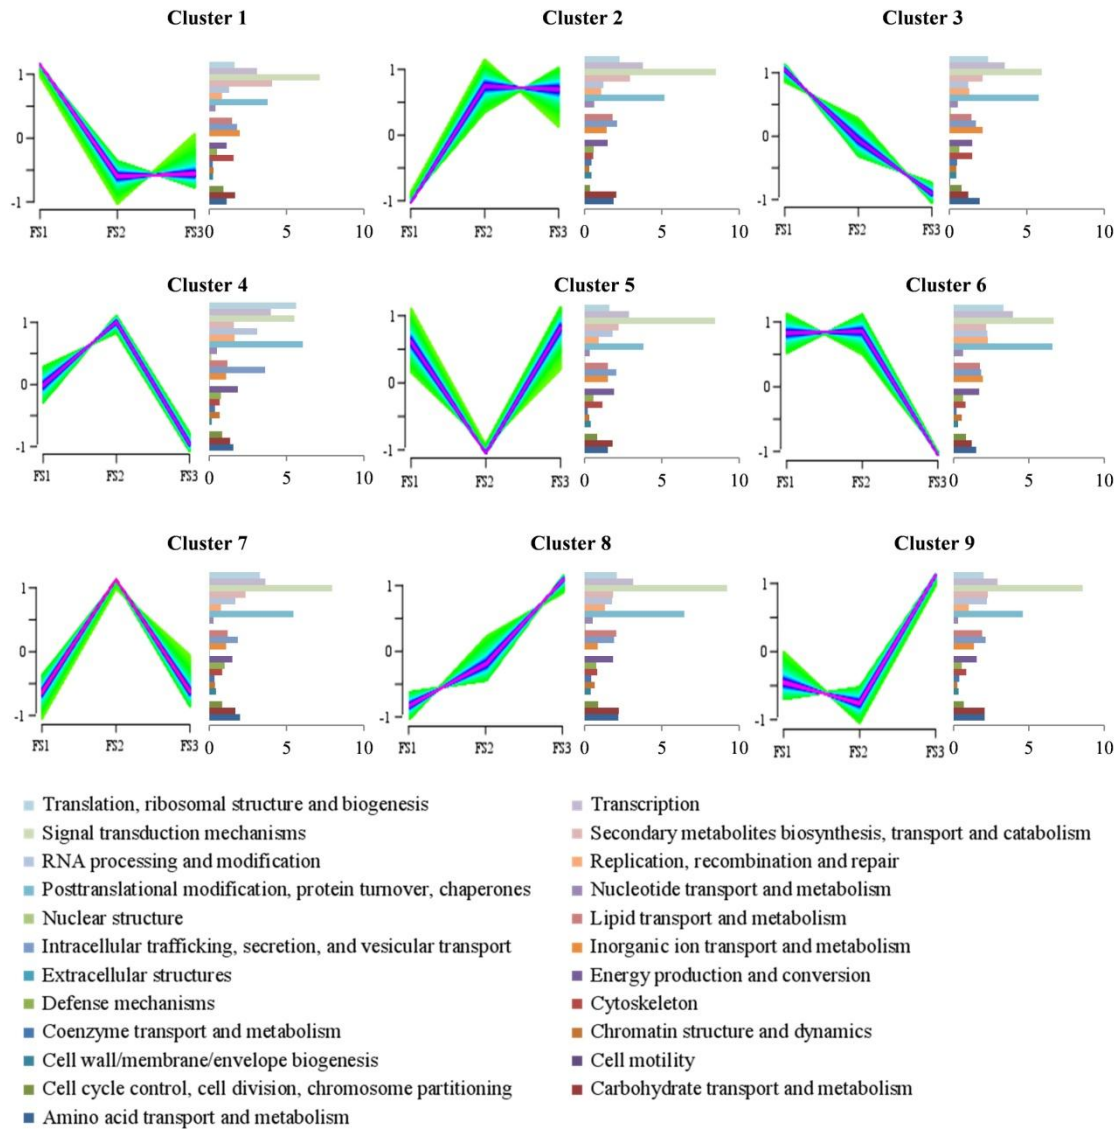 Cluster 1
Cluster 2
Cluster 3
1
0
-1
FS1
FS2
FS3
0
5
10
1
0
-1
FS1
FS2
FS3
0
5
10
1
0
-1
FS1
FS2
FS3
0
5
10
Cluster 4
Cluster 5
Cluster 6
1
0
-1
FS1
FS2
FS3
0
5
10
1
0
-1
FS1
FS2
FS3
0
5
10
1
0
-1
FS1
FS2
FS3
0
5
10
Cluster 7
Cluster 8
Cluster 9
1
0
-1
FS1
FS2
FS3
0
5
10
1
0
-1
FS1
FS2
FS3
0
5
10
1
0
-1
FS1
FS2
FS3
0
5
10
Translation, ribosomal structure and biogenesis
Transcription
Signal transduction mechanisms
Secondary metabolites biosynthesis, transport and catabolism
RNA processing and modification
Replication, recombination and repair
Posttranslational modification, protein turnover, chaperones
Nucleotide transport and metabolism
Nuclear structure
Lipid transport and metabolism
Intracellular trafficking, secretion, and vesicular transport
Inorganic ion transport and metabolism
Extracellular structures
Energy production and conversion
Defense mechanisms
Cytoskeleton
Coenzyme transport and metabolism
Chromatin structure and dynamics
Cell wall/membrane/envelope biogenesis
Cell motility
Cell cycle control, cell division, chromosome partitioning
Carbohydrate transport and metabolism
Amino acid transport and metabolism